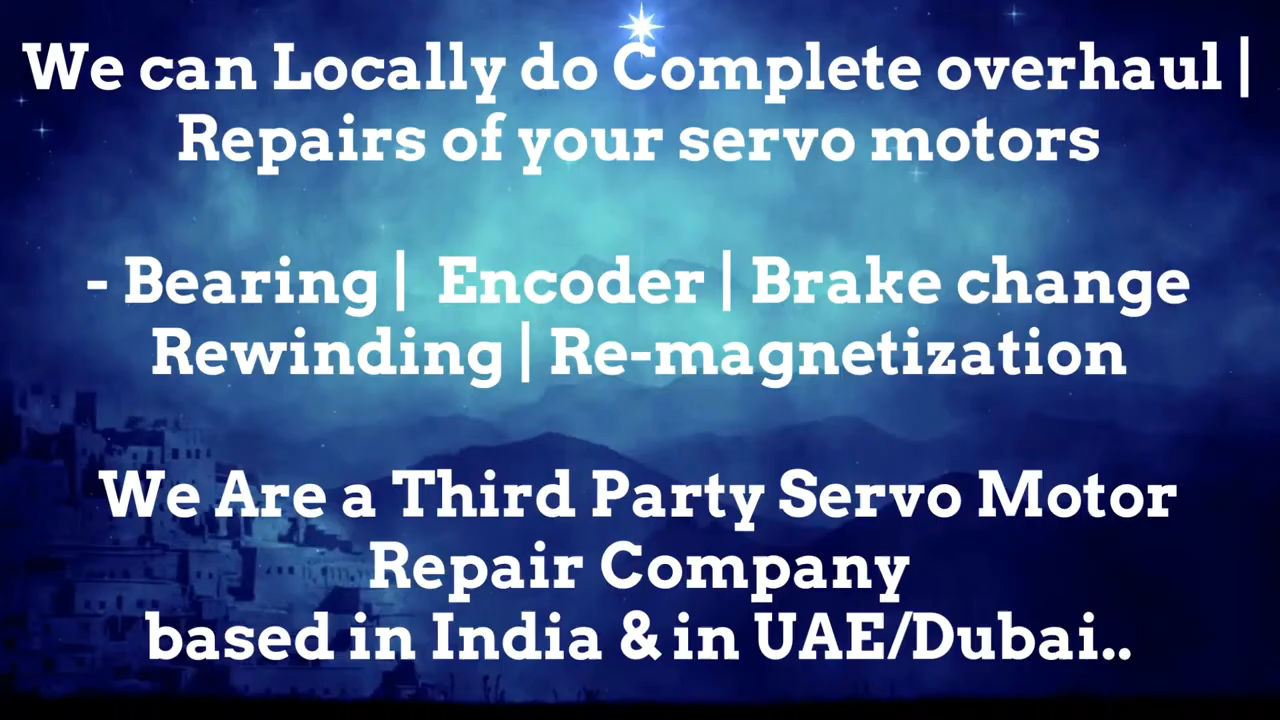 We can Locally do Complete overhaul |
Repairs of your servo motors
- Bearing | Encoder | Brake change
Rewinding | Re-magnetization
We Are a Third Party Servo Motor
Repair Company
based in India & in UAE/Dubai..